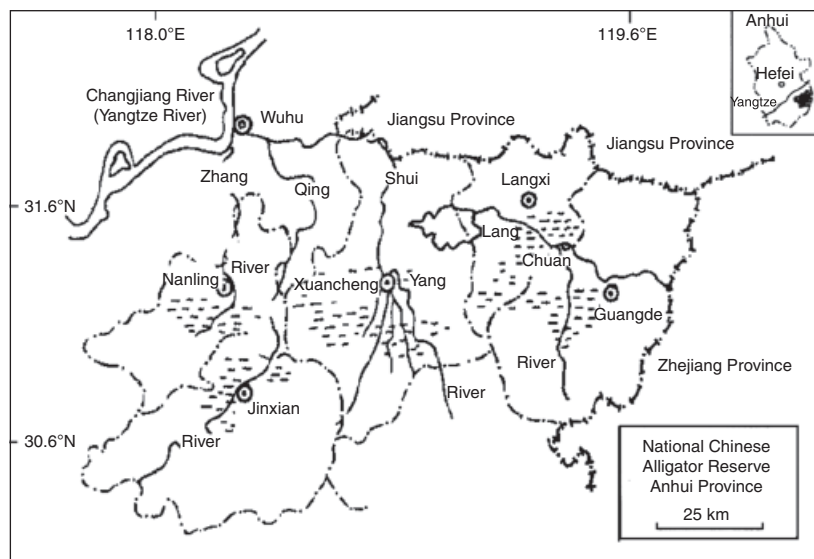 118.0°E
119.6°E
Anhui
Hefei
Yangtze
Changjiang River
(Yangtze River)
Wuhu
Jiangsu Province
Jiangsu Province
Zhang
Qing
Shui
Langxi
31.6°N
Lang
Chuan
Nanling
River
Xuancheng
Yang
Guangde
River
River
Zhejiang Province
Jinxian
River
30.6°N
National Chinese
Alligator Reserve
Anhui Province
25 km